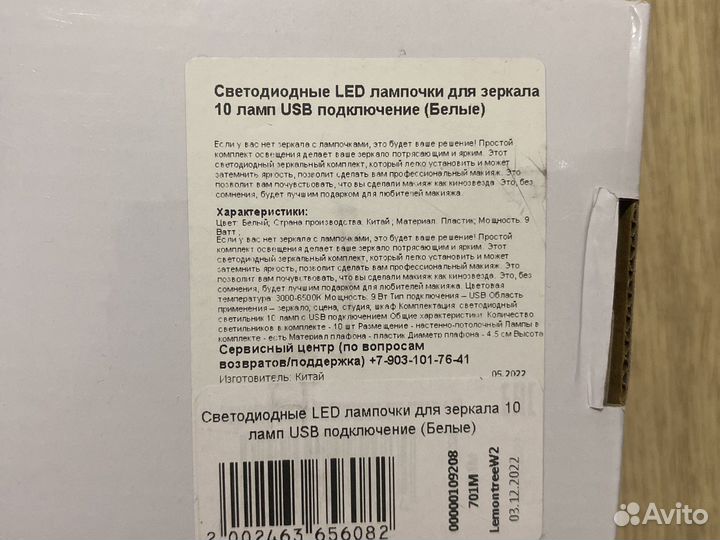 Светодиодные LED лампочки для зеркала
10 ламп USB подключение (Белые)
Если у вас нет зеркала с лампочками, это будет ваше решение! Простой
комплект освещения делает ваше зеркало потрясающим и ярким. Этот
светодиодный зеркальный комплект, который легко установить и может
затемнить яркость, позволит сделать вам профессиональный макияж. Это
позволит вам почувствовать, что вы сделали макияж как кинозвезда. Это, без
сомнения, будет лучшим подарком для любителей макияжа.
Характеристики:
Цвет: Белый; Страна производства: Китай ; Материал: Пластик; Мощность: 9
Ватт ;
Если у вас нет зеркала с лампочками, это будет ваше решение! Простой
комплект освещения делает ваше зеркало потрясающим и ярким. Этот
светодиодный зеркальный комплект, который легко установить и может
затемнить яркость, позволит сделать вам профессиональный макияж. Это
позволит вам почувствовать, что вы сделали макияж как кинозвезда. Это, без
сомнения, будет лучшим подарком для любителей макияжа. Цветовая
температура: 3000-6500K Мощность: 9 Вт Тип подключения – USB Область
применения – зеркало, сцена, студия, шкаф Комплектация: светодиодный
светильник 10 ламп с USB подключением Общие характеристики: Количество
светильников в комплекте - 10 шт Размещение - настенно-потолочный Лампы в
комплекте - есть Материал плафона - пластик Диаметр плафона - 4.5 см Высота
Сервисный центр (по вопросам
возвратов/поддержка) +7-903-101-76-41
Изготовитель: Китай 05.2022
Светодиодные LED лампочки для зеркала 10
ламп USB подключение (Белые)
2 002463 656082
00000109208
701M
LemontreeW2
03.12.2022
Avito